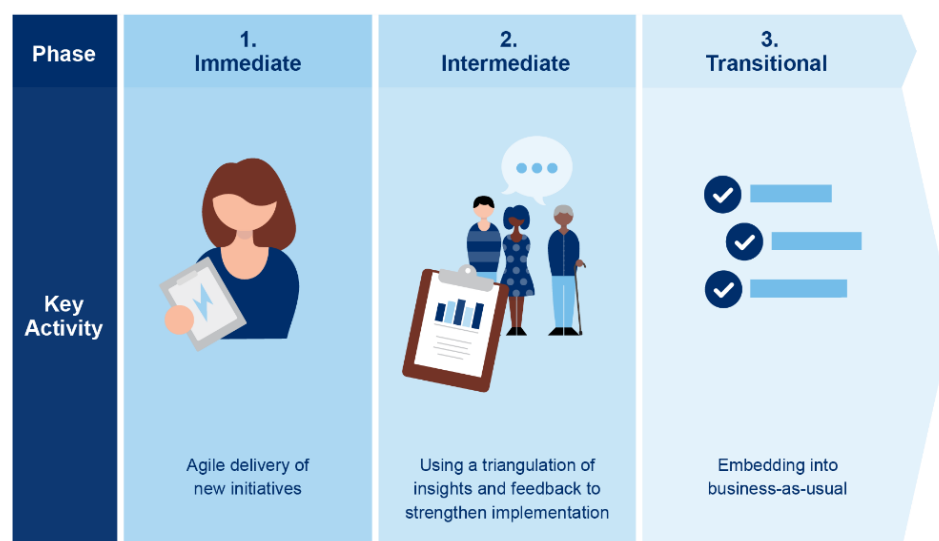 Phase
1.
Immediate
2.
Intermediate
3.
Transitional
Key
Activity
Agile delivery of
new initiatives
Using a triangulation of
insights and feedback to
strengthen implementation
Embedding into
business-as-usual